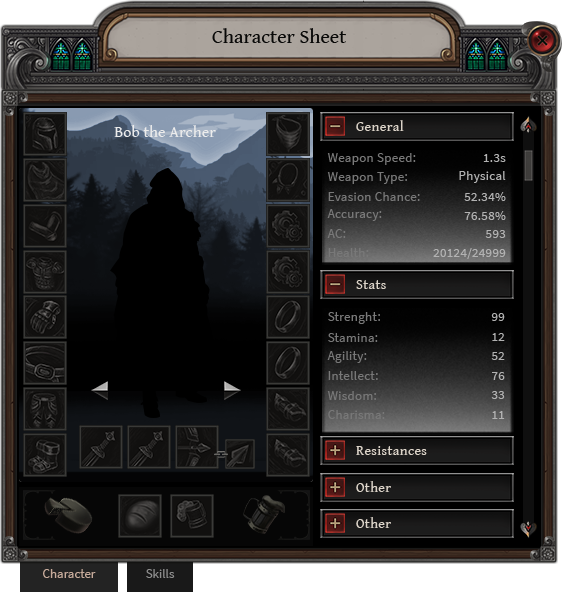 Character Sheet
Bob the Archer
General
Weapon Speed: 1.3s
Weapon Type: Physical
Evasion Chance: 52.34%
Accuracy: 76.58%
AC: 593
Health: 20124/24999
Stats
Strenght: 99
Stamina: 12
Agility: 52
Intellect: 76
Wisdom: 33
Charisma: 11
Resistances
Other
Other
Character
Skills